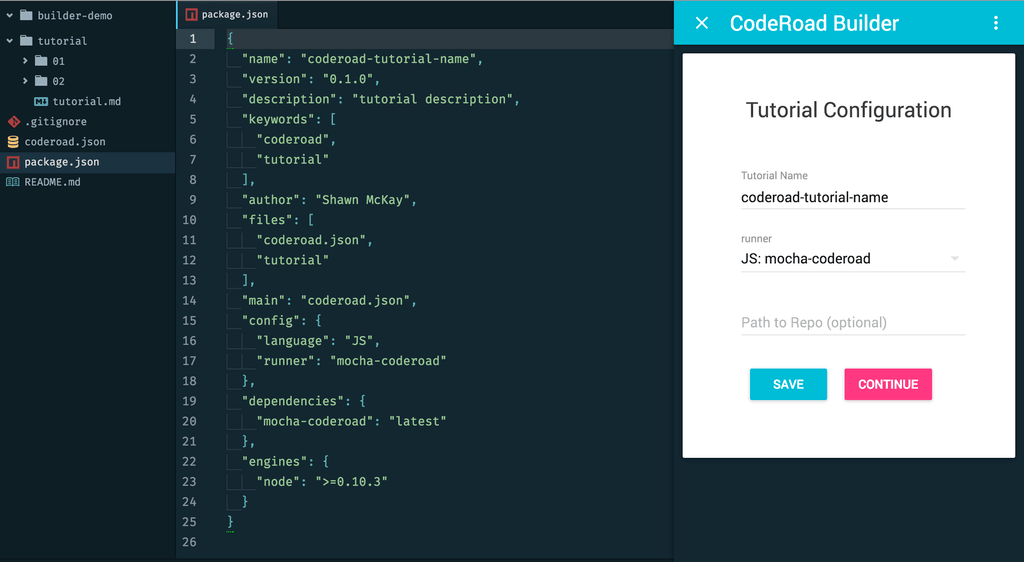 builder-demo
tutorial
01
02
tutorial.md
.gitignore
coderoad.json
package.json
README.md
package.json
1 {
2 "name": "coderoad-tutorial-name",
3 "version": "0.1.0",
4 "description": "tutorial description",
5 "keywords": [
6 "coderoad",
7 "tutorial"
8 ],
9 "author": "Shawn McKay",
10 "files": [
11 "coderoad.json",
12 "tutorial"
13 ],
14 "main": "coderoad.json",
15 "config": {
16 "language": "JS",
17 "runner": "mocha-coderoad"
18 },
19 "dependencies": {
20 "mocha-coderoad": "latest"
21 },
22 "engines": {
23 "node": ">=0.10.3"
24 }
25 }
26
CodeRoad Builder
Tutorial Configuration
Tutorial Name
coderoad-tutorial-name
runner
JS: mocha-coderoad
Path to Repo (optional)
SAVE CONTINUE